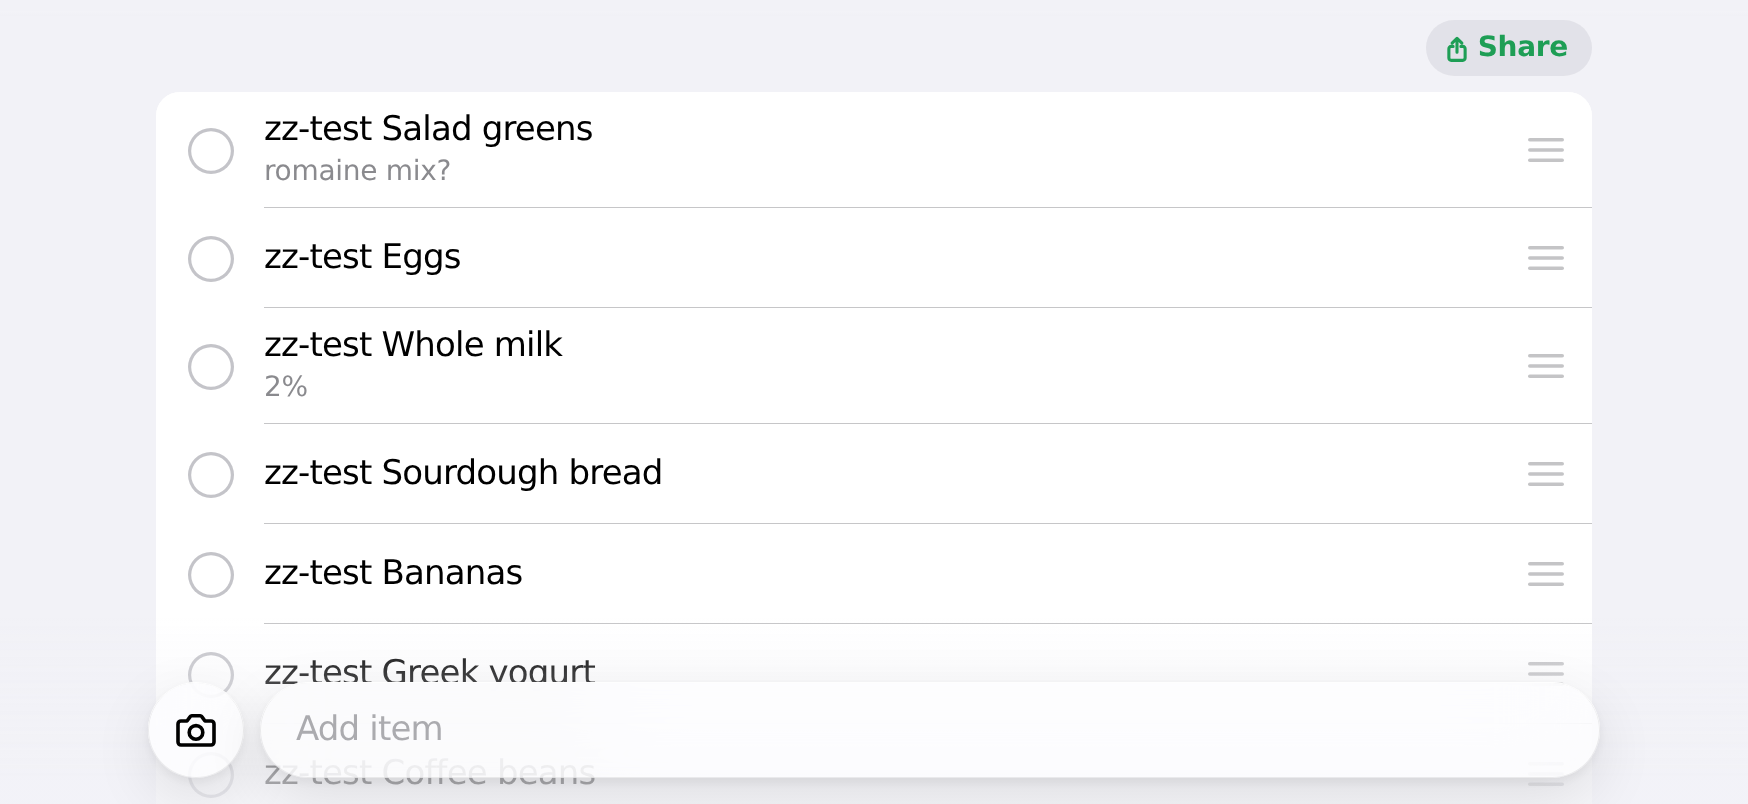 Share
zz-test Salad greens
romaine mix?
zz-test Eggs
zz-test Whole milk
2%
zz-test Sourdough bread
zz-test Bananas
zz-test Greek yogurt
Add item
zz-test Coffee beans